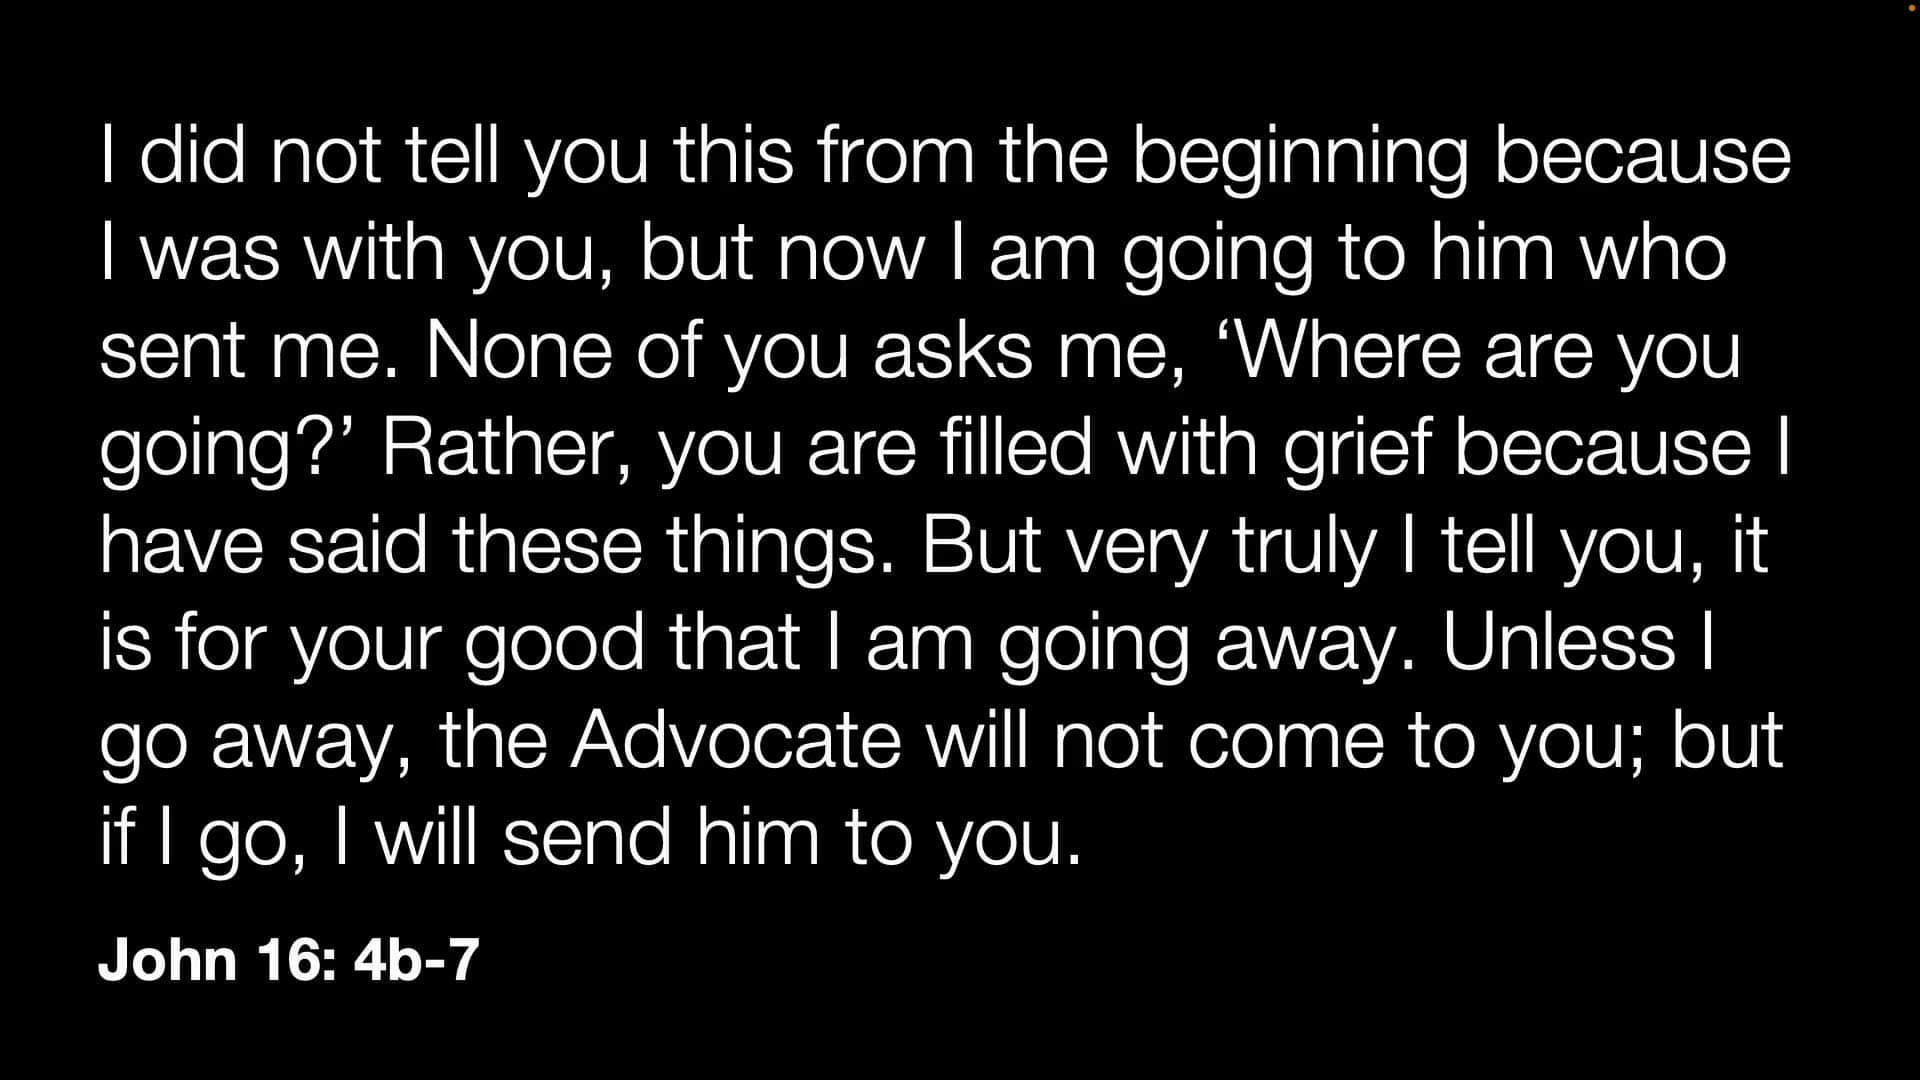 I did not tell you this from the beginning because
I was with you, but now I am going to him who
sent me. None of you asks me, ‘Where are you
going?’ Rather, you are filled with grief because I
have said these things. But very truly I tell you, it
is for your good that I am going away. Unless I
go away, the Advocate will not come to you; but
if I go, I will send him to you.
John 16: 4b-7